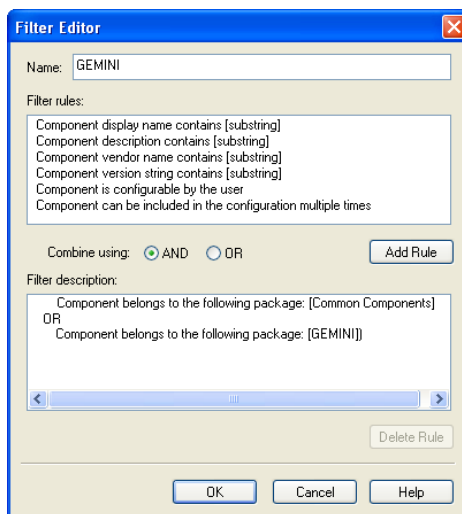 Filter Editor
Name: GEMINI
Filter rules:
Component display name contains [substring]
Component description contains [substring]
Component vendor name contains [substring]
Component version string contains [substring]
Component is configurable by the user
Component can be included in the configuration multiple times
Combine using: AND OR Add Rule
Filter description:
Component belongs to the following package: [Common Components]
OR
Component belongs to the following package: [GEMINI])
Delete Rule
OK Cancel Help